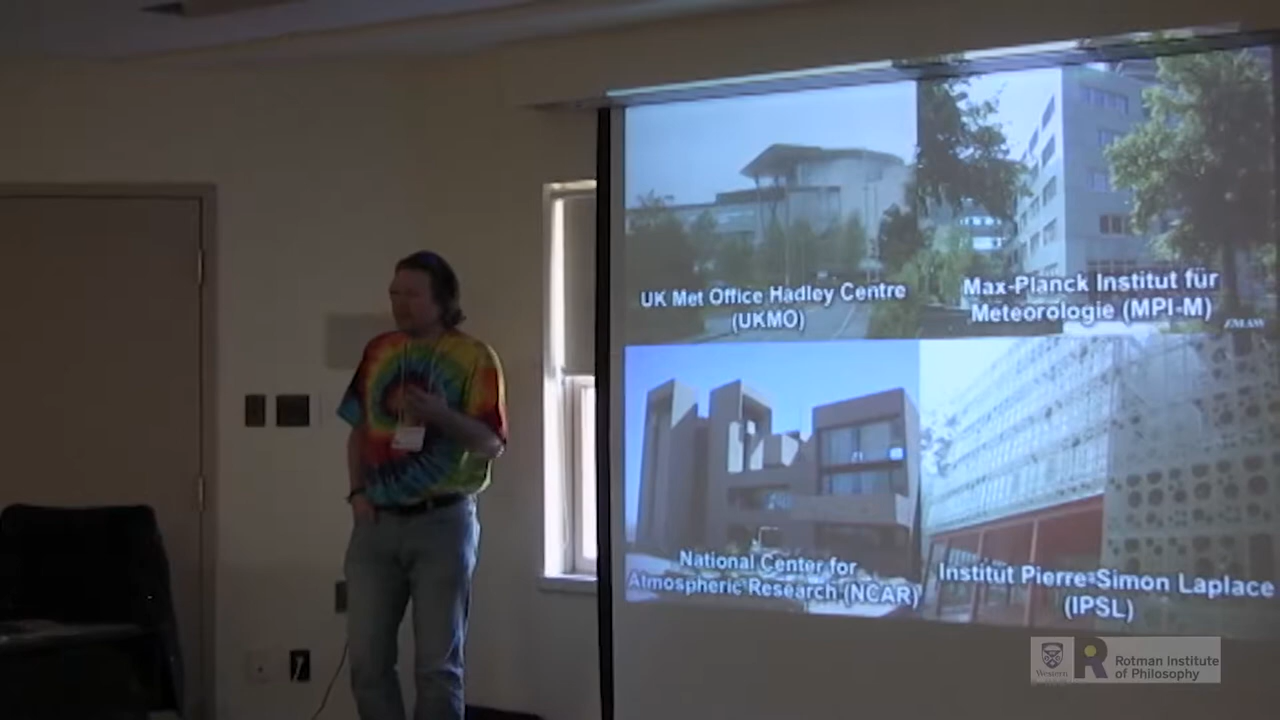 UK Met Office Hadley Centre
(UKMO)
Max-Planck Institut für
Meteorologie (MPI-M)
National Center for
Atmospheric Research (NCAR)
Institut Pierre-Simon Laplace
(IPSL)
Western
Rotman Institute
of Philosophy